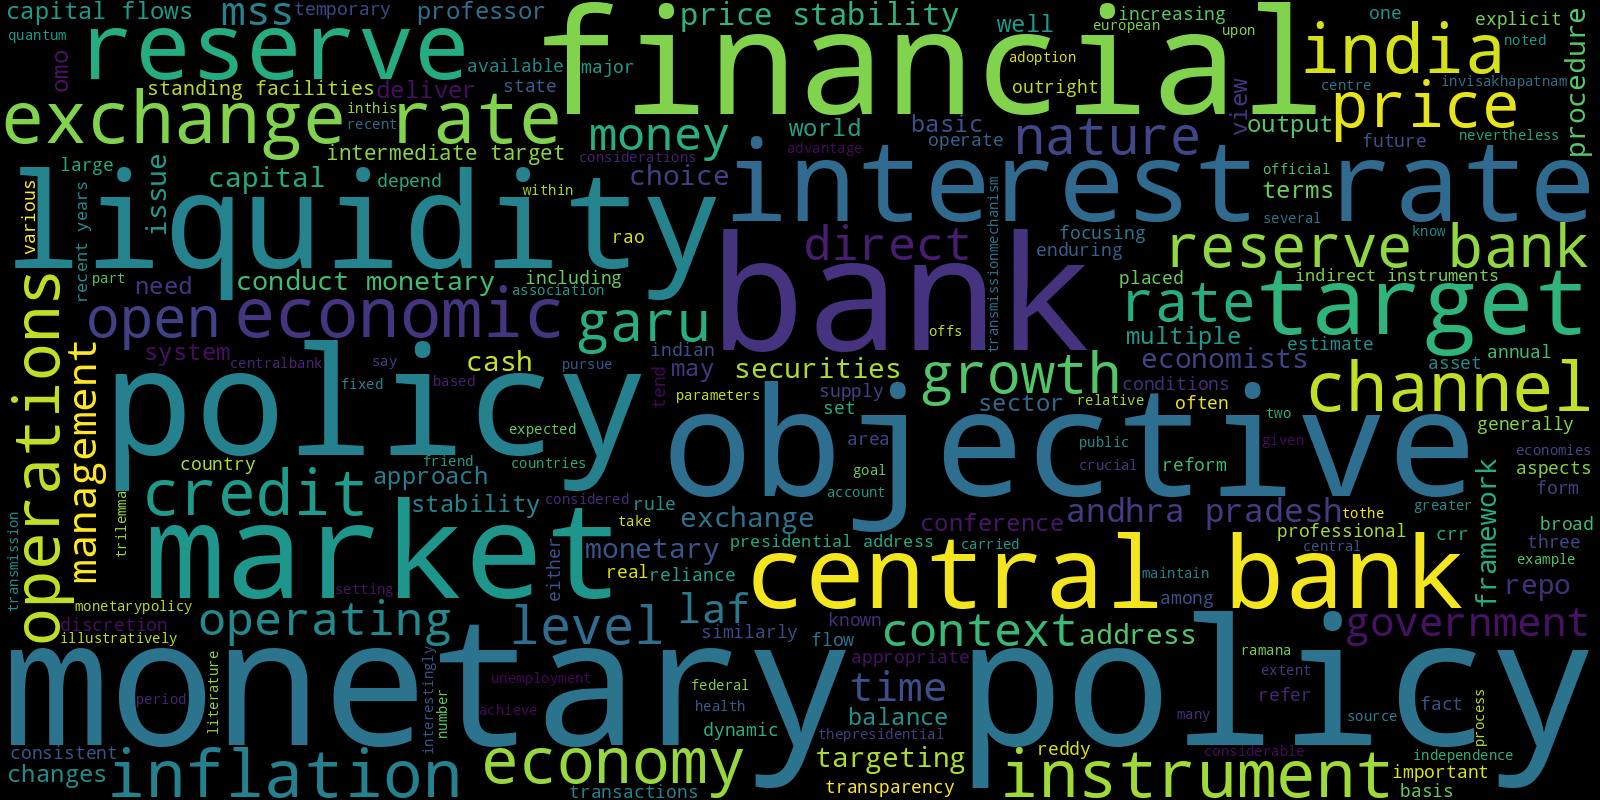 capital flows
mss
temporary
professor
price stability
well
increasing
european
upon
one
explicit
quantum
reserve
financial
india
noted
omo
available
major
adoption
standing facilities
deliver
state
outright
view
centre
invisakhapatnam
procedure
exchange rate
inthis
recent
money
world
basic
operate
nature
output
price
future
nevertheless
intermediate target
considerations
advantage
large
issue
capital
depend
within
choice
interest rate
official
terms
several
various
recent years
liquidity
rao
direct
transmissionmechanism
focusing
enduring
reserve bank
know
part
need
conduct monetary
including
association
bank
placed
indirect instruments
operations
open
economic
garu
offs
rate
target
multiple
estimate
management
system
centralbank
say
cash
pursue
indian
may
securities
growth
economists
asset
annual
policy
fixed
based
tend
parameters
supply
conditions
channel
set
sector
relative
often
two
generally
expected
objective
area
public
given
economies
country
friend
countries
goal
crucial
reform
aspects
credit
approach
account
framework
form
trilemma
stability
considered
rule
exchange
conference
andhra pradesh
tothe
greater
broad
transmission
market
take
monetary
presidential address
carried
professional
crr
three
either
real
reliance
central bank
central
example
maintain
setting
among
repo
monetarypolicy
discretion
operating
level
laf
known
context
address
government
illustratively
similarly
flow
monetary policy
literature
interestingly
unemployment
federal
appropriate
ramana
period
number
achieve
health
time
extent
refer
fact
process
dynamic
balance
many
source
thepresidential
consistent
changes
inflation
economy
transactions
targeting
transparency
reddy
considerable
instrument
independence
important
basis